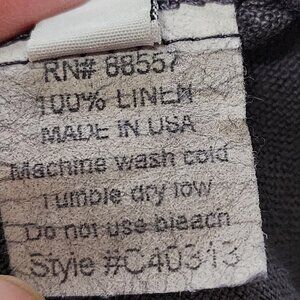 RN# 88557
100% LINEN
MADE IN USA
Machine wash cold
Tumble dry low
Do not use bleach
Style #C40313